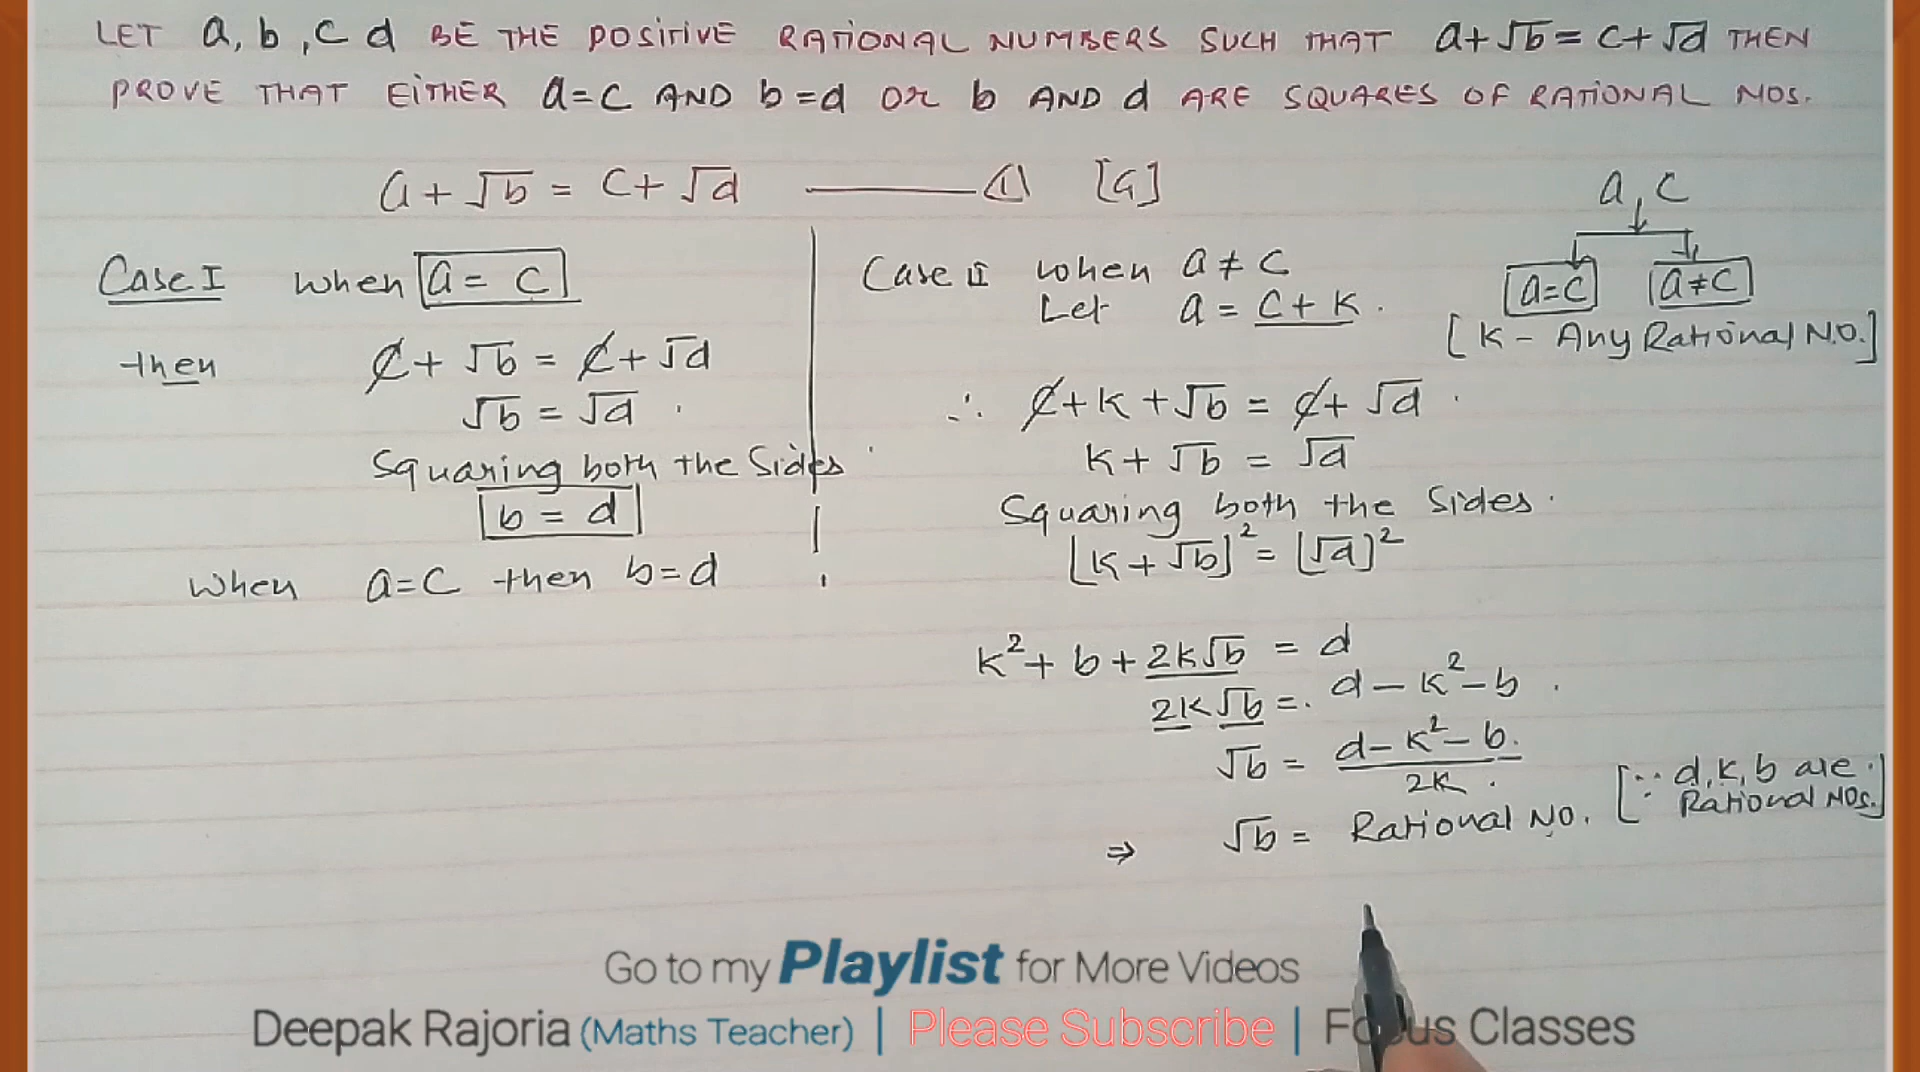 LET a, b, c d BE THE POSITIVE RATIONAL NUMBERS SUCH THAT a+√b = c+√d THEN
PROVE THAT EITHER a=c AND b=d OR b AND d ARE SQUARES OF RATIONAL NOS.
a + √b = c + √d ——— ① [G]
Case I when a = c
then c + √b = c + √d
√b = √d .
Squaring both the Sides
b = d
when a=c then b=d
Case II when a ≠ c
Let a = c + k .
∴ c + k + √b = c + √d .
k + √b = √d
Squaring both the Sides.
[k + √b]² = [√d]²
k² + b + 2k√b = d
2k√b = d – k² – b .
√b = d – k² – b. / 2k .
⇒ √b = Rational NO. [∵ d, k, b are
Rational NOs.]
a, c
a=c a≠c
[k – Any Rational NO.]
Go to my Playlist for More Videos
Deepak Rajoria (Maths Teacher) | Please Subscribe | Focus Classes